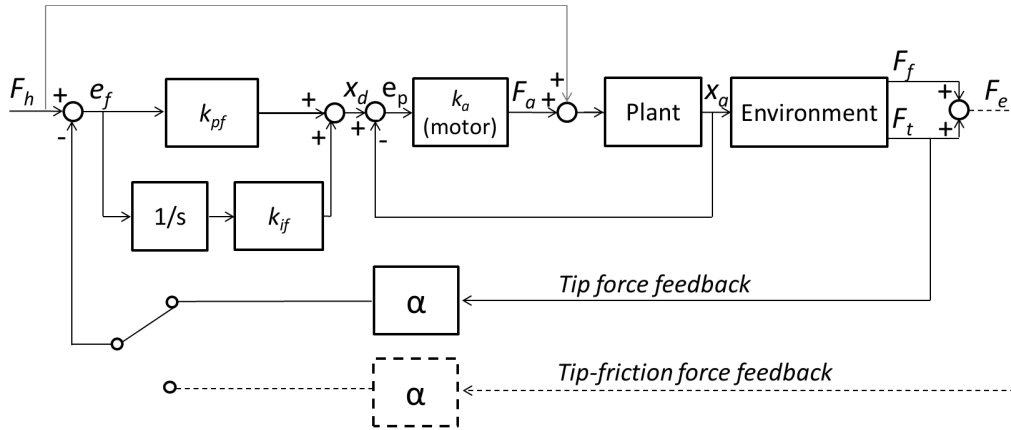 F_h + e_f
-
k_pf
+ x_d e_p
+ + -
k_a
(motor)
F_a + +
Plant
x_a
Environment
F_f
F_t
+ F_e
+
1/s
k_if
α
Tip force feedback
α
Tip-friction force feedback